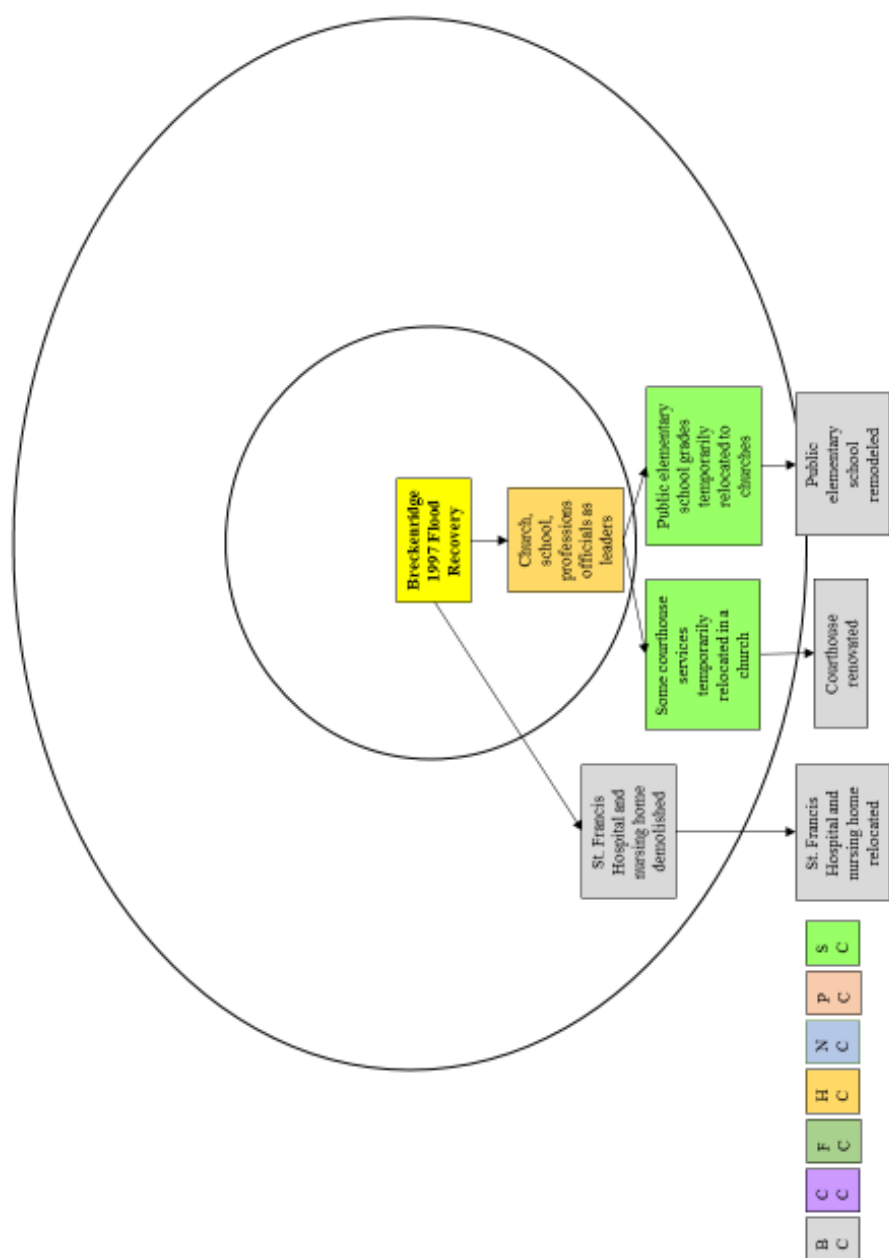 Breckenridge
1997 Flood
Recovery
Church,
school,
professions
officials as
leaders
Public elementary
school grades
temporarily
relocated to
churches
Public
elementary
school
remodeled
Some courthouse
services
temporarily
relocated in a
church
Courthouse
renovated
St. Francis
Hospital and
nursing home
demolished
St. Francis
Hospital and
nursing home
relocated
B
C
C
C
F
C
H
C
N
C
P
C
S
C